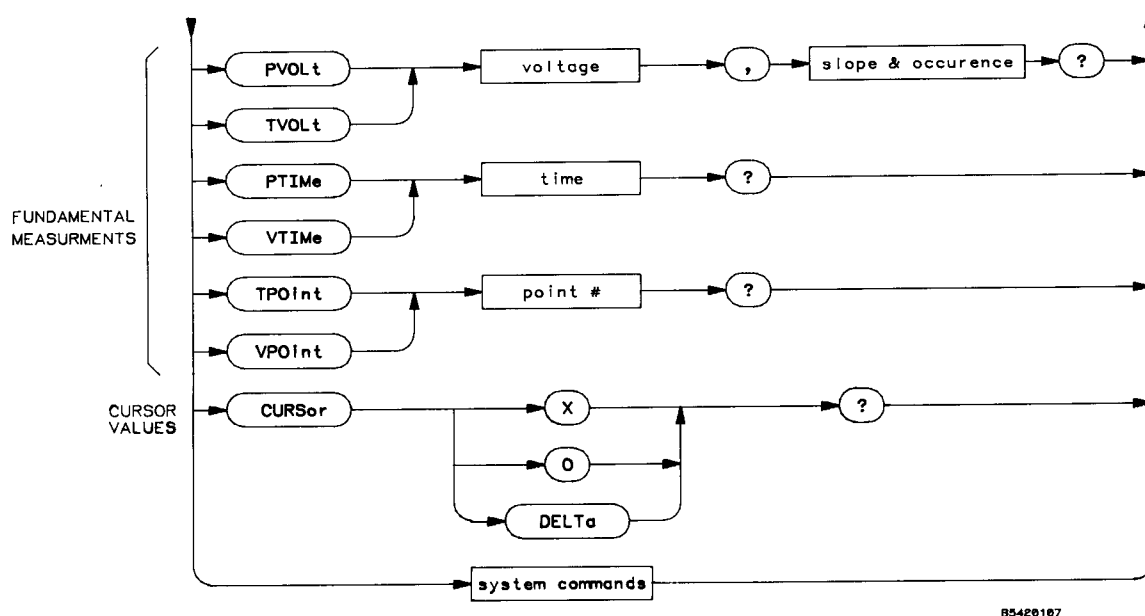 PVOLt voltage , slope & occurence ?
TVOLt
PTIMe time ?
FUNDAMENTAL
MEASURMENTS
VTIMe
TPOInt point # ?
VPOInt
CURSOR
VALUES
CURSor X ?
O
DELTa
system commands
B5420107